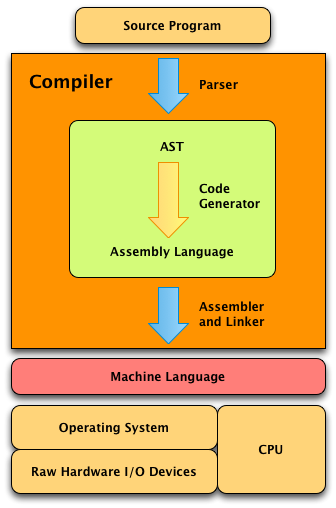 Source Program
Compiler
Parser
AST
Code
Generator
Assembly Language
Assembler
and Linker
Machine Language
Operating System
CPU
Raw Hardware I/O Devices